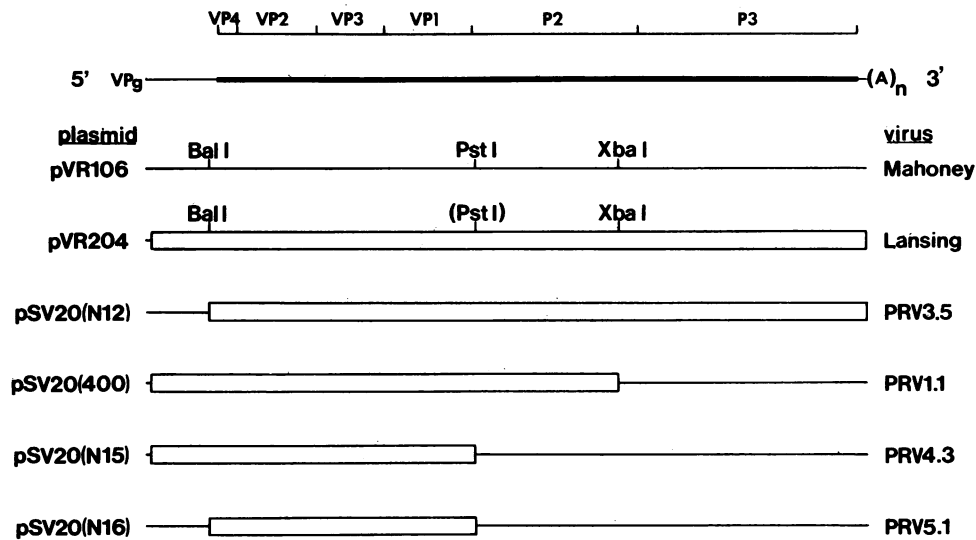 VP4 VP2 VP3 VP1 P2 P3
5' VPg (A)n 3'
plasmid virus
Bal I Pst I Xba I
pVR106 Mahoney
Bal I (Pst I) Xba I
pVR204 Lansing
pSV20(N12) PRV3.5
pSV20(400) PRV1.1
pSV20(N15) PRV4.3
pSV20(N16) PRV5.1